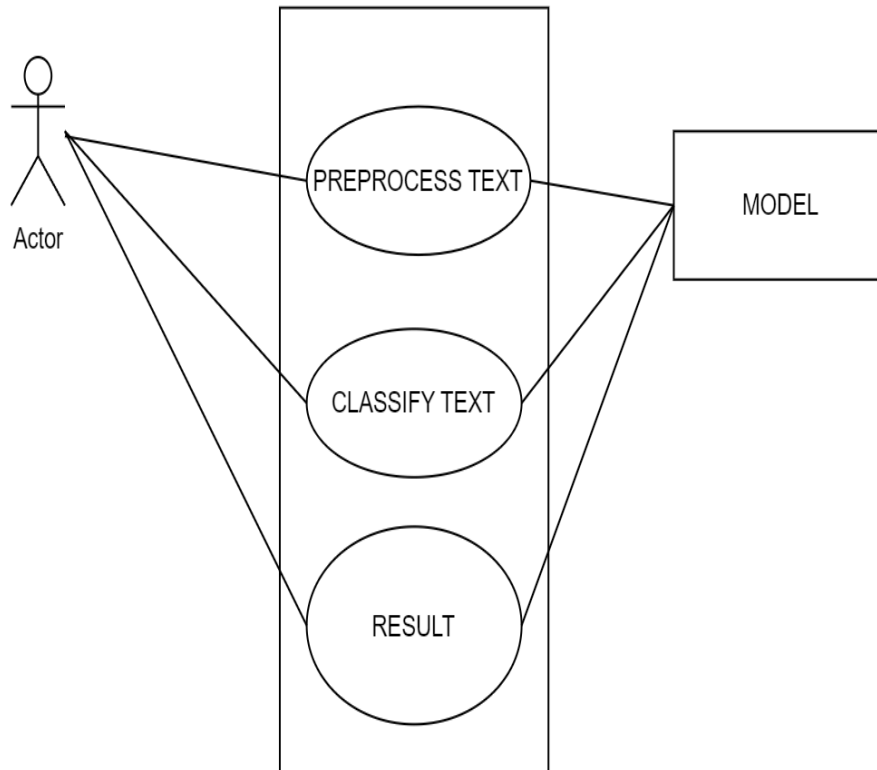 PREPROCESS TEXT
MODEL
Actor
CLASSIFY TEXT
RESULT